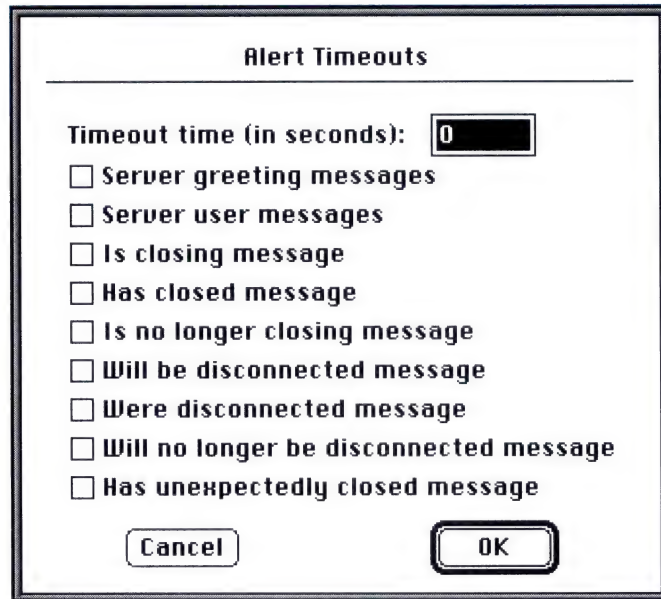 Alert Timeouts
Timeout time (in seconds): 0
Server greeting messages
Server user messages
Is closing message
Has closed message
Is no longer closing message
Will be disconnected message
Were disconnected message
Will no longer be disconnected message
Has unexpectedly closed message
Cancel OK